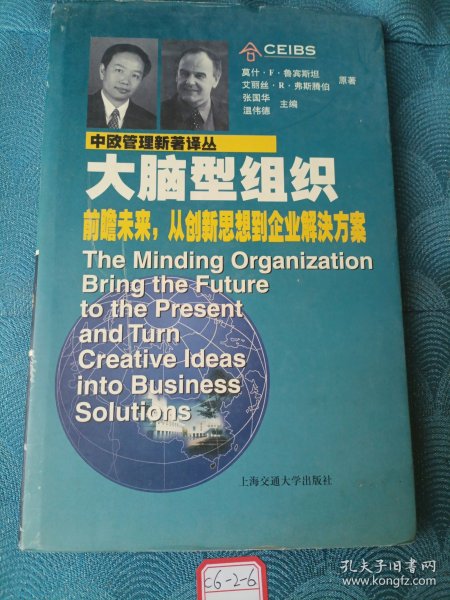 CEIBS
莫什·F·鲁宾斯坦
艾丽丝·R·弗斯腾伯
原著
张国华
温伟德
主编
中欧管理新著译丛
大脑型组织
前瞻未来，从创新思想到企业解决方案
The Minding Organization
Bring the Future
to the Present
and Turn
Creative Ideas
into Business
Solutions
上海交通大学出版社
C6-2-6
孔夫子旧书网
www.kongfz.com